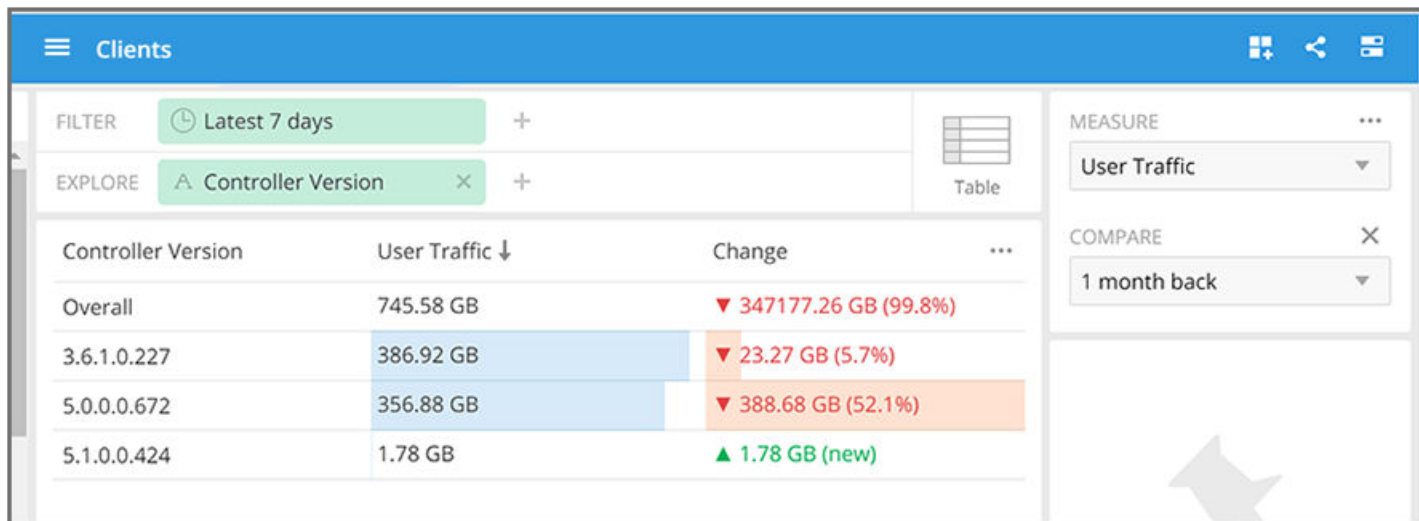 Clients
FILTER Latest 7 days +
EXPLORE A Controller Version × +
Table
MEASURE
User Traffic
COMPARE
1 month back
Controller Version User Traffic ↓ Change
Overall 745.58 GB ▼ 347177.26 GB (99.8%)
3.6.1.0.227 386.92 GB ▼ 23.27 GB (5.7%)
5.0.0.0.672 356.88 GB ▼ 388.68 GB (52.1%)
5.1.0.0.424 1.78 GB ▲ 1.78 GB (new)